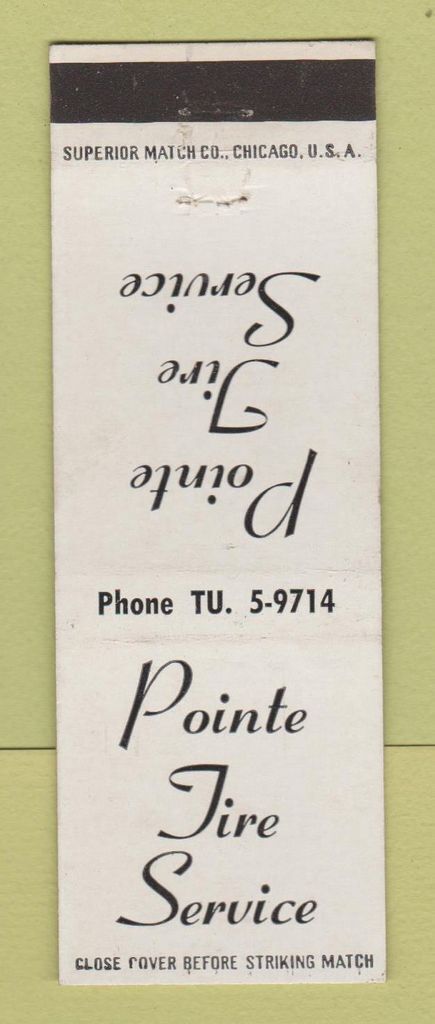 SUPERIOR MATCH CO., CHICAGO, U.S.A.
Pointe
Tire
Service
Phone TU. 5-9714
Pointe
Tire
Service
CLOSE COVER BEFORE STRIKING MATCH